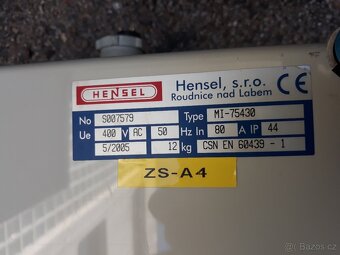 HENSEL
Hensel, s.r.o.
Roudnice nad Labem
CE
No S007579 Type MI-75430
Ue 400 V AC 50 Hz In 80 A IP 44
5/2005 12 kg CSN EN 60439 - 1
ZS-A4
Bazos.cz